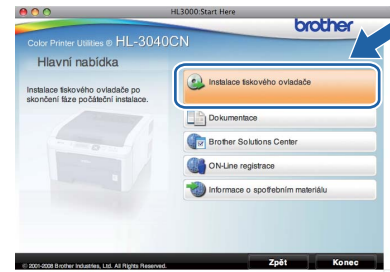 HL3000:Start Here
brother
Color Printer Utilities ® HL-3040CN
Hlavní nabídka
Instalace tiskového ovladače po
skončení fáze počáteční instalace.
Instalace tiskového ovladače
Dokumentace
Brother Solutions Center
ON-Line registrace
Informace o spotřebním materiálu
© 2001-2008 Brother Industries, Ltd. All Rights Reserved.
Zpět
Konec